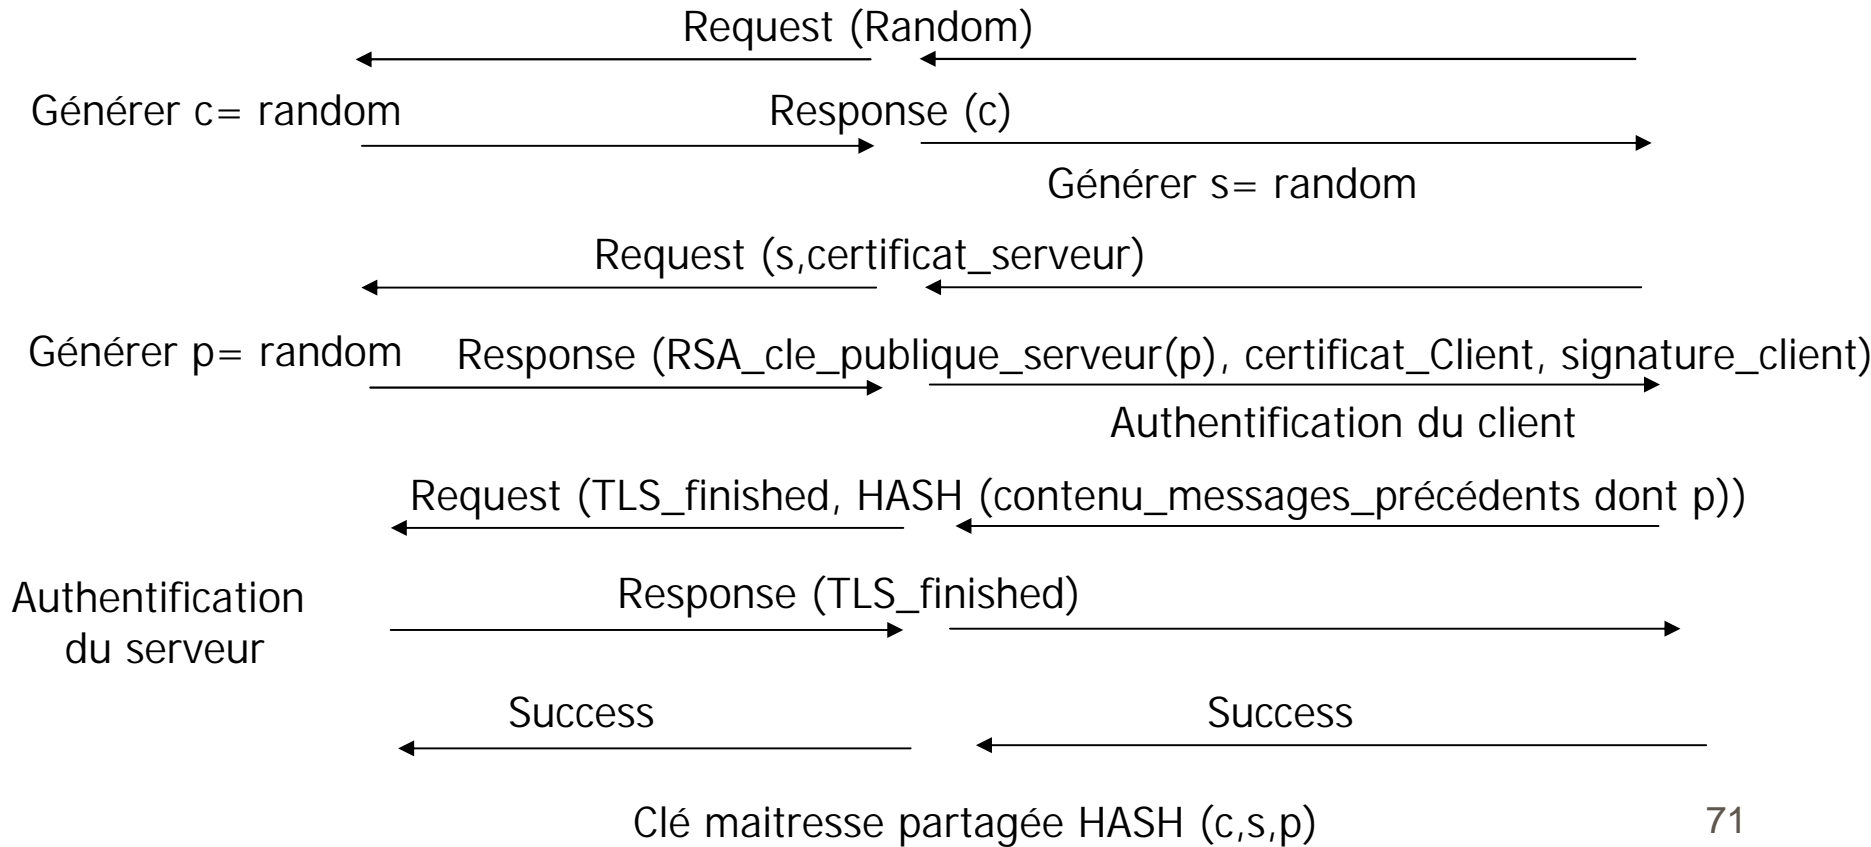 Request (Random)
Générer c= random
Response (c)
Générer s= random
Request (s,certificat_serveur)
Générer p= random
Response (RSA_cle_publique_serveur(p), certificat_Client, signature_client)
Authentification du client
Request (TLS_finished, HASH (contenu_messages_précédents dont p))
Authentification
du serveur
Response (TLS_finished)
Success
Success
Clé maitresse partagée HASH (c,s,p)
71